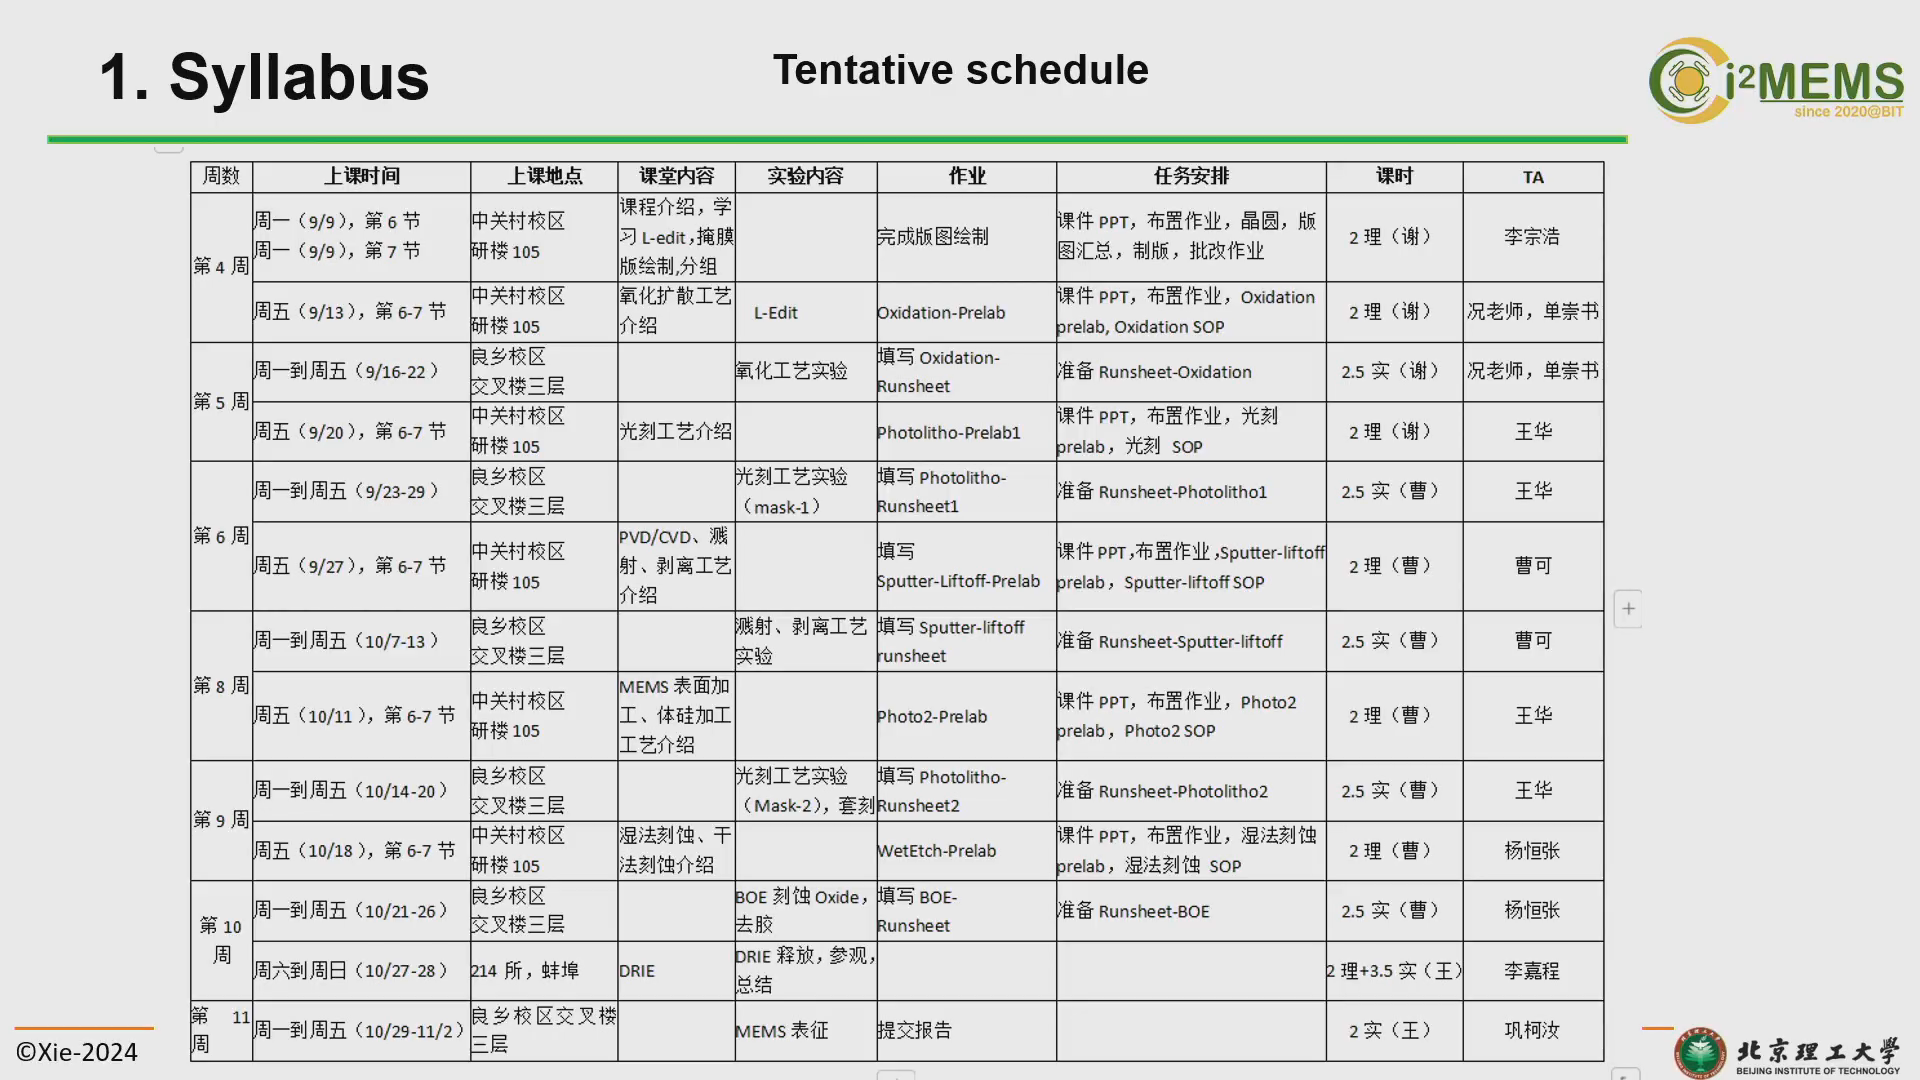 1. Syllabus
Tentative schedule
i²MEMS
since 2020@BIT
周数 上课时间 上课地点 课堂内容 实验内容 作业 任务安排 课时 TA
第 4 周
周一（9/9），第 6 节
周一（9/9），第 7 节
中关村校区
研楼 105
课程介绍，学
习 L-edit，掩膜
版绘制,分组
完成版图绘制
课件 PPT，布置作业，晶圆，版
图汇总，制版，批改作业
2 理（谢）
李宗浩
周五（9/13），第 6-7 节
中关村校区
研楼 105
氧化扩散工艺
介绍
L-Edit
Oxidation-Prelab
课件 PPT，布置作业，Oxidation
prelab, Oxidation SOP
2 理（谢）
况老师，单崇书
第 5 周
周一到周五（9/16-22 ）
良乡校区
交叉楼三层
氧化工艺实验
填写 Oxidation-
Runsheet
准备 Runsheet-Oxidation
2.5 实（谢）
况老师，单崇书
周五（9/20），第 6-7 节
中关村校区
研楼 105
光刻工艺介绍
Photolitho-Prelab1
课件 PPT，布置作业，光刻
prelab，光刻 SOP
2 理（谢）
王华
第 6 周
周一到周五（9/23-29 ）
良乡校区
交叉楼三层
光刻工艺实验
（mask-1）
填写 Photolitho-
Runsheet1
准备 Runsheet-Photolitho1
2.5 实（曹）
王华
周五（9/27），第 6-7 节
中关村校区
研楼 105
PVD/CVD、溅
射、剥离工艺
介绍
填写
Sputter-Liftoff-Prelab
课件 PPT，布置作业，Sputter-liftoff
prelab，Sputter-liftoff SOP
2 理（曹）
曹可
第 8 周
周一到周五（10/7-13 ）
良乡校区
交叉楼三层
溅射、剥离工艺
实验
填写 Sputter-liftoff
runsheet
准备 Runsheet-Sputter-liftoff
2.5 实（曹）
曹可
周五（10/11 ），第 6-7 节
中关村校区
研楼 105
MEMS 表面加
工、体硅加工
工艺介绍
Photo2-Prelab
课件 PPT，布置作业，Photo2
prelab，Photo2 SOP
2 理（曹）
王华
第 9 周
周一到周五（10/14-20 ）
良乡校区
交叉楼三层
光刻工艺实验
（Mask-2），套刻
填写 Photolitho-
Runsheet2
准备 Runsheet-Photolitho2
2.5 实（曹）
王华
周五（10/18 ），第 6-7 节
中关村校区
研楼 105
湿法刻蚀、干
法刻蚀介绍
WetEtch-Prelab
课件 PPT，布置作业，湿法刻蚀
prelab，湿法刻蚀 SOP
2 理（曹）
杨恒张
第 10
周
周一到周五（10/21-26 ）
良乡校区
交叉楼三层
BOE 刻蚀 Oxide，
去胶
填写 BOE-
Runsheet
准备 Runsheet-BOE
2.5 实（曹）
杨恒张
周六到周日（10/27-28 ）
214 所，蚌埠
DRIE
DRIE 释放，参观，
总结
2 理+3.5 实（王）
李嘉程
第 11
周
周一到周五（10/29-11/2）
良乡校区交叉楼
三层
MEMS 表征
提交报告
2 实（王）
巩柯汝
©Xie-2024
北京理工大学
BEIJING INSTITUTE OF TECHNOLOGY